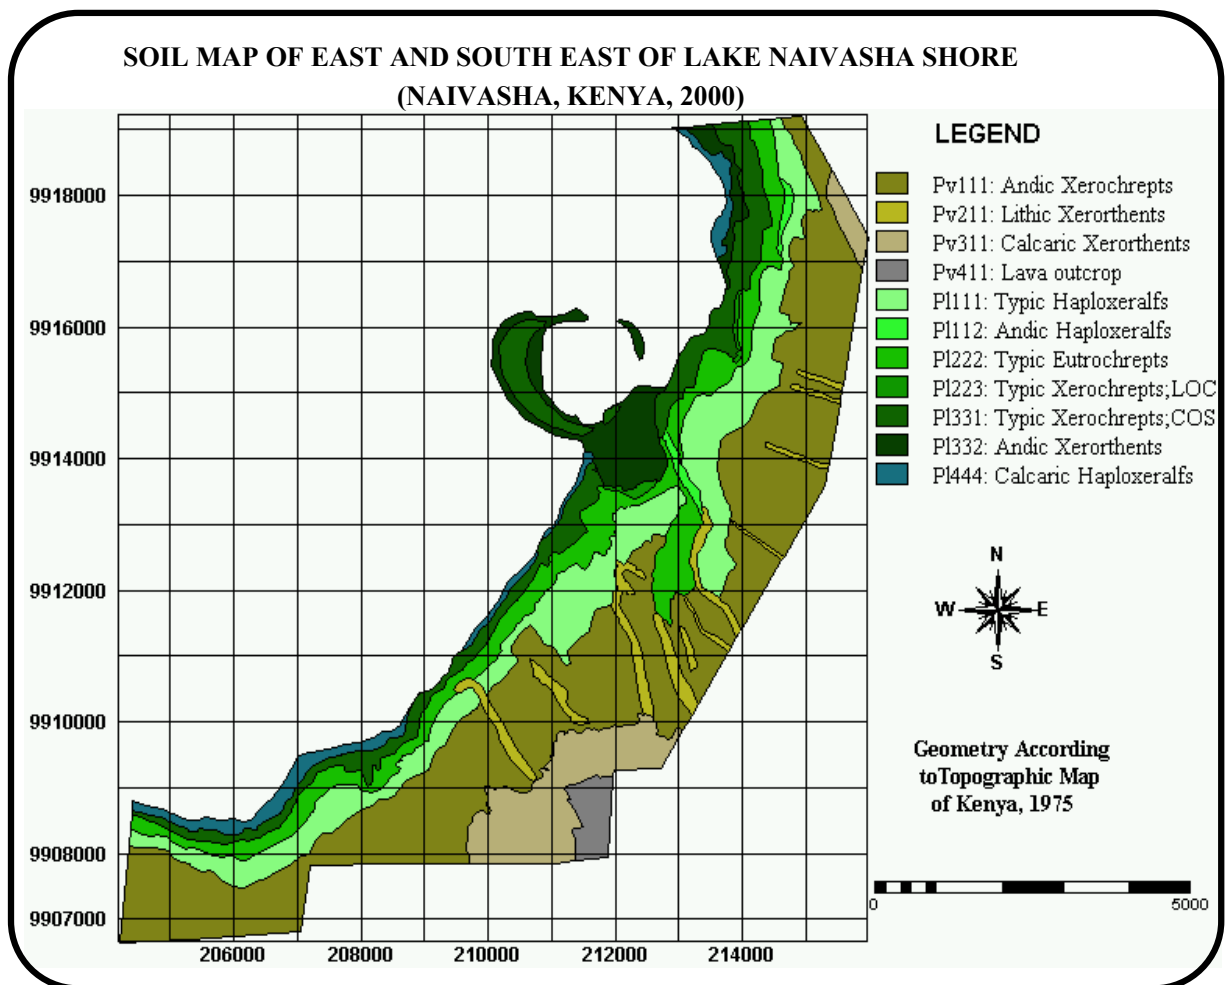 SOIL MAP OF EAST AND SOUTH EAST OF LAKE NAIVASHA SHORE
(NAIVASHA, KENYA, 2000)
LEGEND
Pv111: Andic Xerochrepts
Pv211: Lithic Xerorthents
Pv311: Calcaric Xerorthents
Pv411: Lava outcrop
Pl111: Typic Haploxeralfs
Pl112: Andic Haploxeralfs
Pl222: Typic Eutrochrepts
Pl223: Typic Xerochrepts;LOC
Pl331: Typic Xerochrepts;COS
Pl332: Andic Xerorthents
Pl444: Calcaric Haploxeralfs
9918000
9916000
9914000
9912000
9910000
9908000
9907000
206000 208000 210000 212000 214000
N
W E
S
Geometry According
toTopographic Map
of Kenya, 1975
0 5000